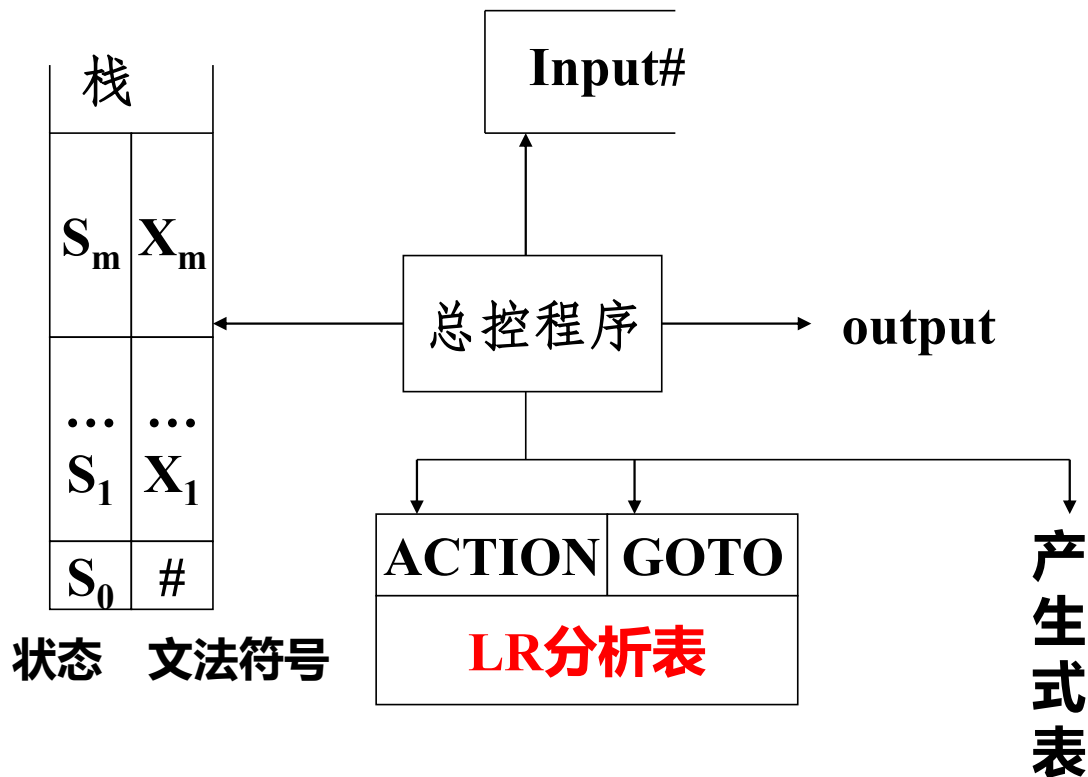 栈
Input#
Sm Xm
总控程序
output
... ...
S1 X1
S0 #
状态 文法符号
ACTION GOTO
LR分析表
产生式表